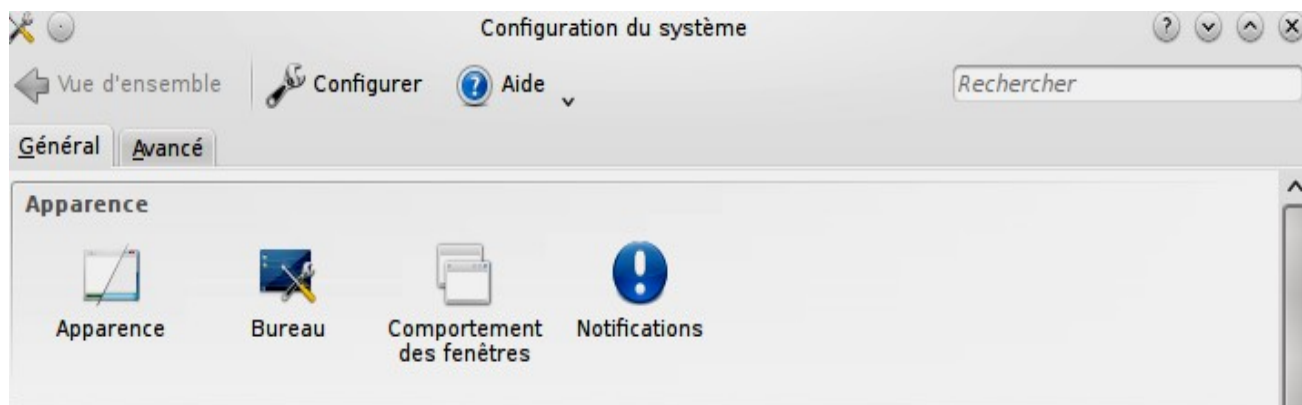 Configuration du système
Vue d'ensemble Configurer Aide Rechercher
Général Avancé
Apparence
Apparence Bureau Comportement des fenêtres Notifications